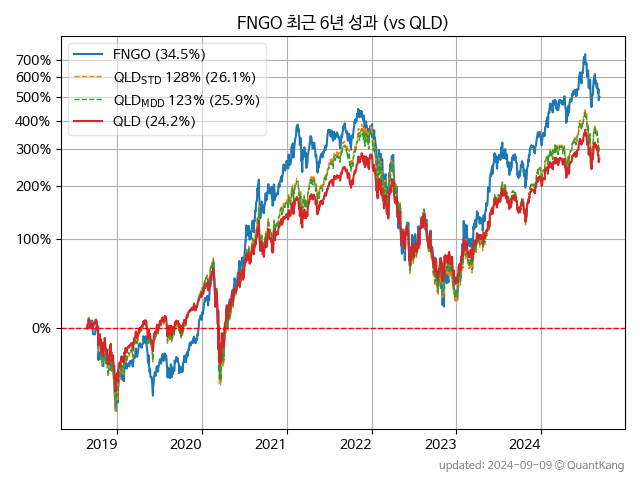 FNGO 최근 6년 성과 (vs QLD)
FNGO (34.5%)
QLD_STD 128% (26.1%)
QLD_MDD 123% (25.9%)
QLD (24.2%)
700%
600%
500%
400%
300%
200%
100%
0%
2019 2020 2021 2022 2023 2024
updated: 2024-09-09 © QuantKang